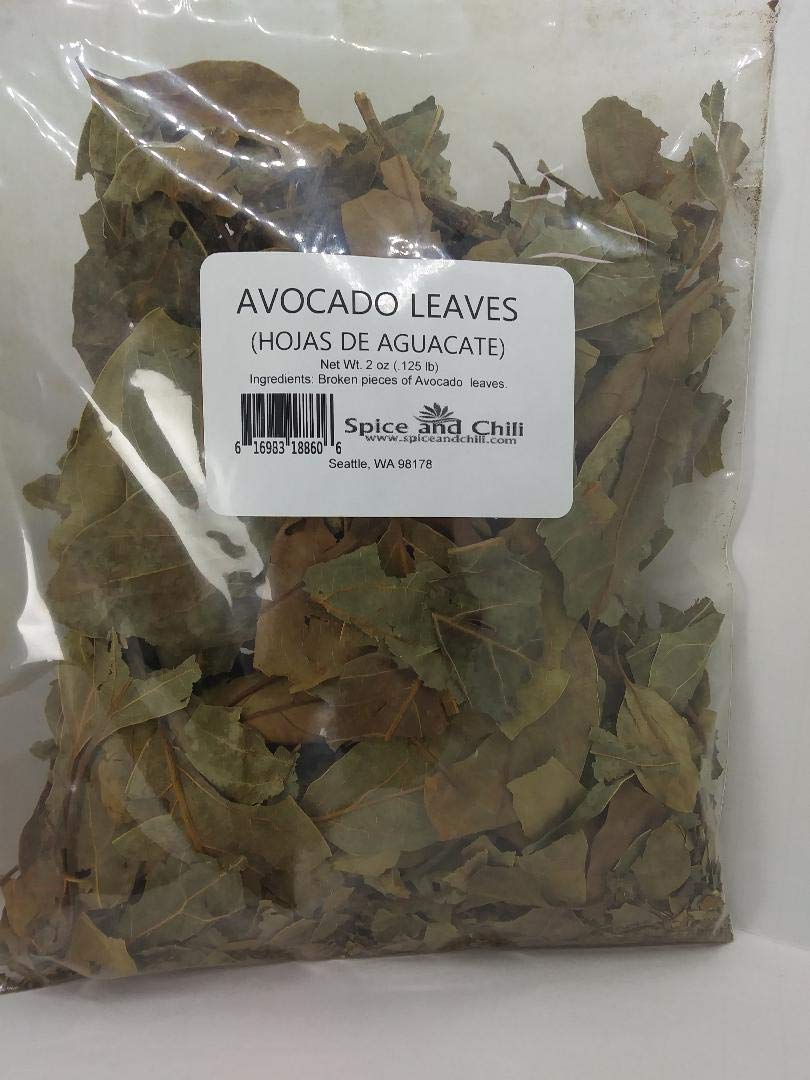 AVOCADO LEAVES
(HOJAS DE AGUACATE)
Net Wt. 2 oz (.125 lb)
Ingredients: Broken pieces of Avocado leaves.
6 16983 18860 6
Spice and Chili
www.spiceandchili.com
Seattle, WA 98178